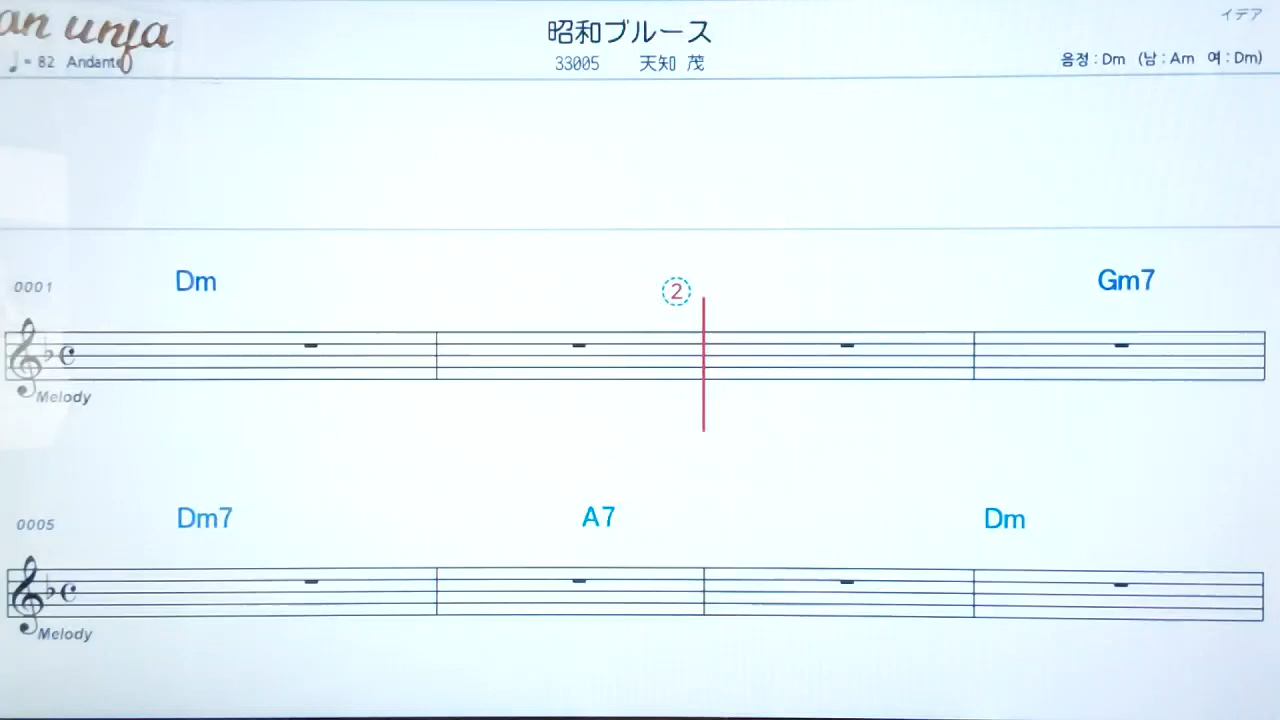 an unja
イデア
昭和ブルース
♩= 82 Andante
33005 天知 茂
음정 : Dm (남 : Am 여 : Dm)
0001 Dm ② Gm7
Melody
0005 Dm7 A7 Dm
Melody